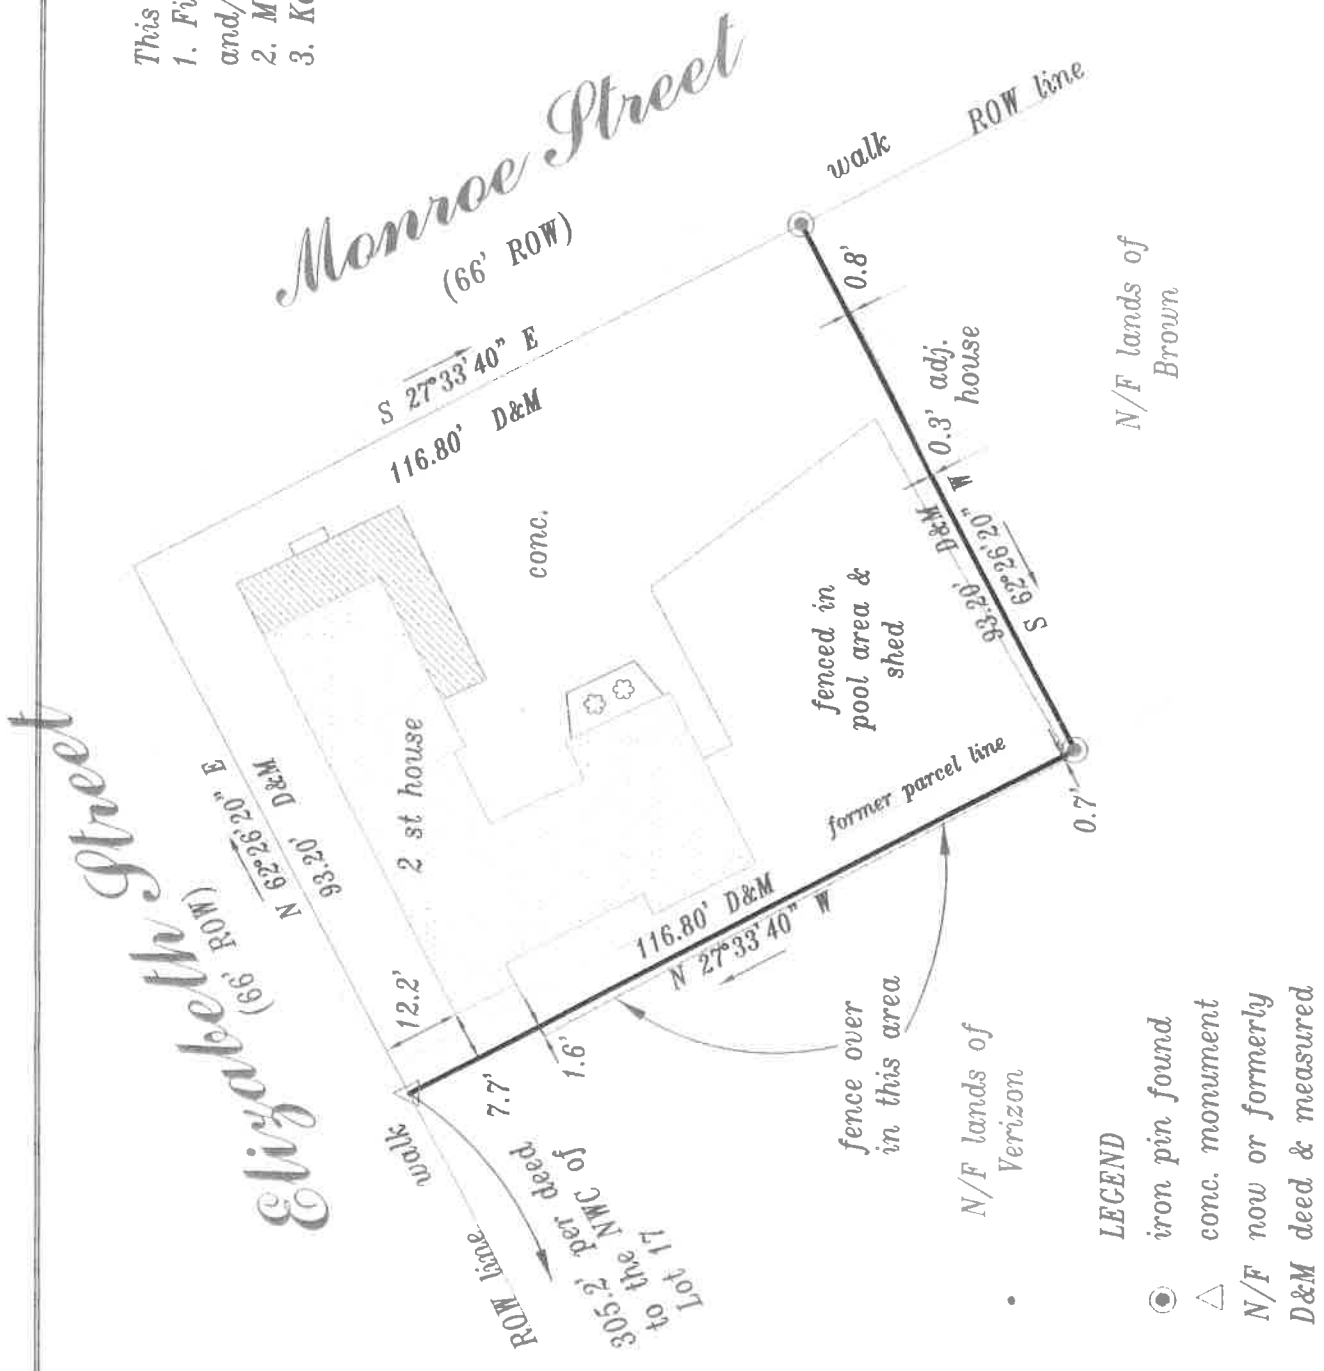 This
1. Fi
and/
2. M
3. Ke
Monroe Street
(66' ROW)
Elizabeth Street
(66' ROW)
N 62°26'20" E
93.20' D&M
S 27°33'40" E
116.80' D&M
walk
ROW line
0.8'
0.3' adj.
house
N/F lands of
Brown
conc.
2 st house
fenced in
pool area &
shed
93.20' D&M
S 62°26'20" W
former parcel line
0.7'
116.80' D&M
N 27°33'40" W
12.2'
7.7'
1.6'
walk
ROW line
305.2' per deed
to the NWC of
Lot 17
fence over
in this area
N/F lands of
Verizon
LEGEND
iron pin found
conc. monument
N/F now or formerly
D&M deed & measured